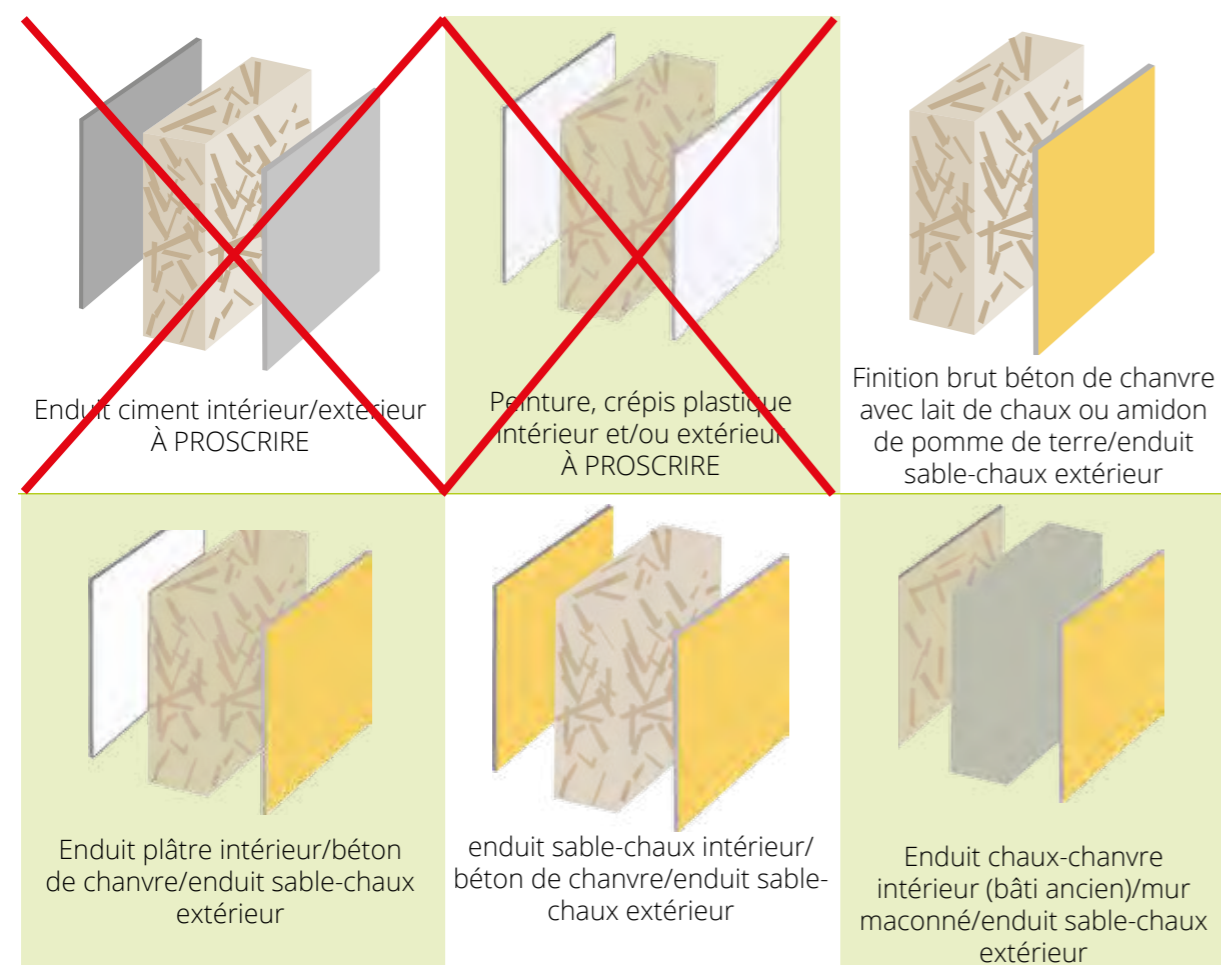 Enduit ciment intérieur/extérieur
À PROSCRIRE
Peinture, crépis plastique
intérieur et/ou extérieur
À PROSCRIRE
Finition brut béton de chanvre
avec lait de chaux ou amidon
de pomme de terre/enduit
sable-chaux extérieur
Enduit plâtre intérieur/béton
de chanvre/enduit sable-chaux
extérieur
enduit sable-chaux intérieur/
béton de chanvre/enduit sable-
chaux extérieur
Enduit chaux-chanvre
intérieur (bâti ancien)/mur
maconné/enduit sable-chaux
extérieur